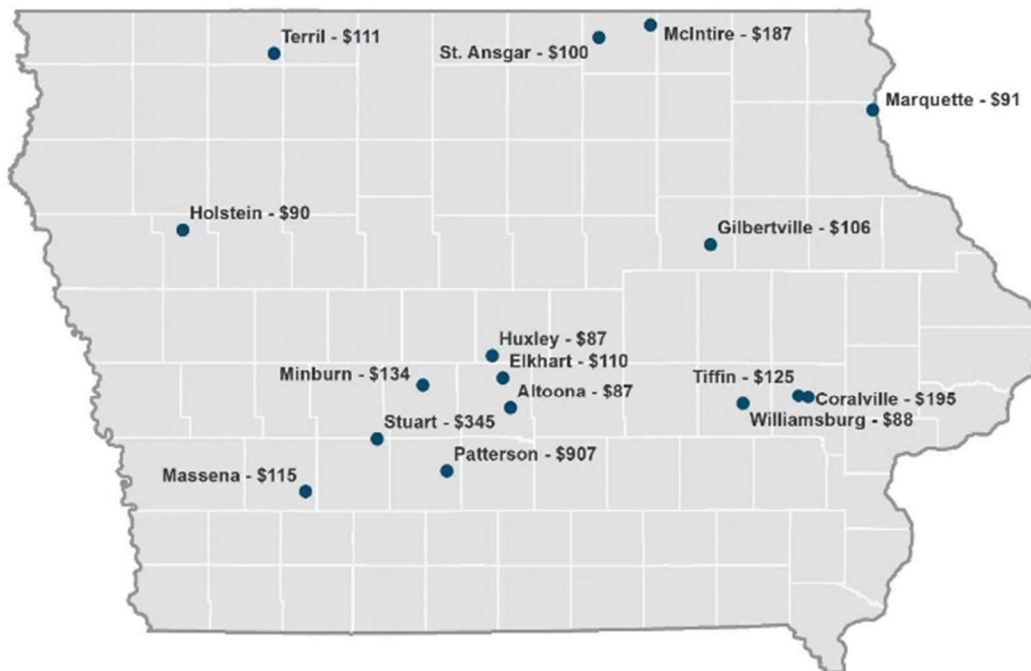 Terril - $111
St. Ansgar - $100
McIntire - $187
Marquette - $91
Holstein - $90
Gilbertville - $106
Huxley - $87
Elkhart - $110
Minburn - $134
Altoona - $87
Tiffin - $125
Coralville - $195
Williamsburg - $88
Stuart - $345
Patterson - $907
Massena - $115